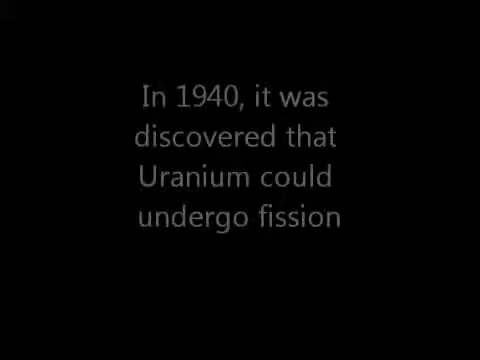 In 1940, it was
discovered that
Uranium could
undergo fission